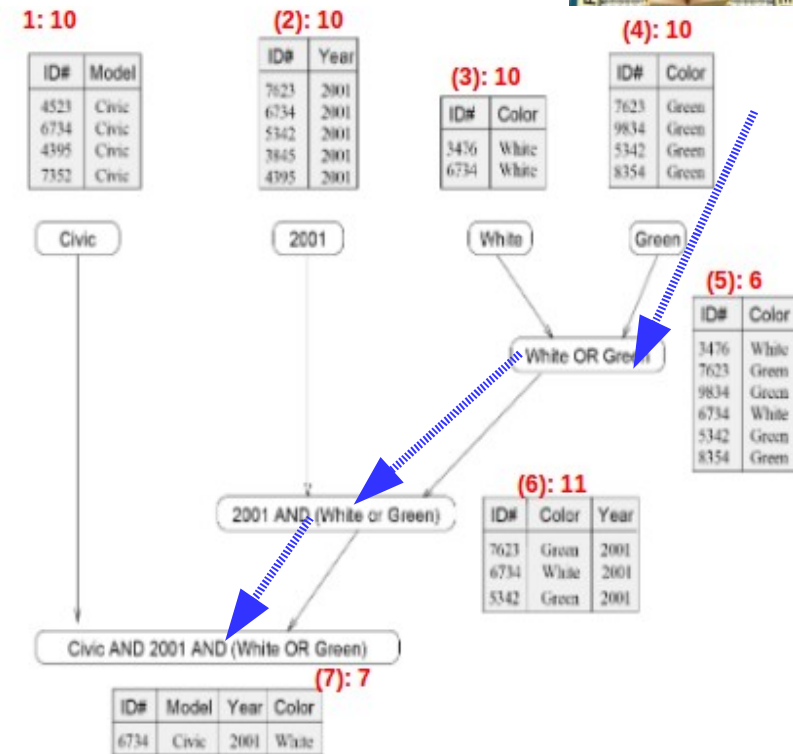 1: 10
ID# Model
4523 Civic
6734 Civic
4395 Civic
7352 Civic
(2): 10
ID# Year
7623 2001
6734 2001
5342 2001
3845 2001
4395 2001
(3): 10
ID# Color
3476 White
6734 White
(4): 10
ID# Color
7623 Green
9834 Green
5342 Green
8354 Green
Civic
2001
White
Green
(5): 6
ID# Color
3476 White
7623 Green
9834 Green
6734 White
5342 Green
8354 Green
White OR Green
(6): 11
ID# Color Year
7623 Green 2001
6734 White 2001
5342 Green 2001
2001 AND (White or Green)
Civic AND 2001 AND (White OR Green)
(7): 7
ID# Model Year Color
6734 Civic 2001 White